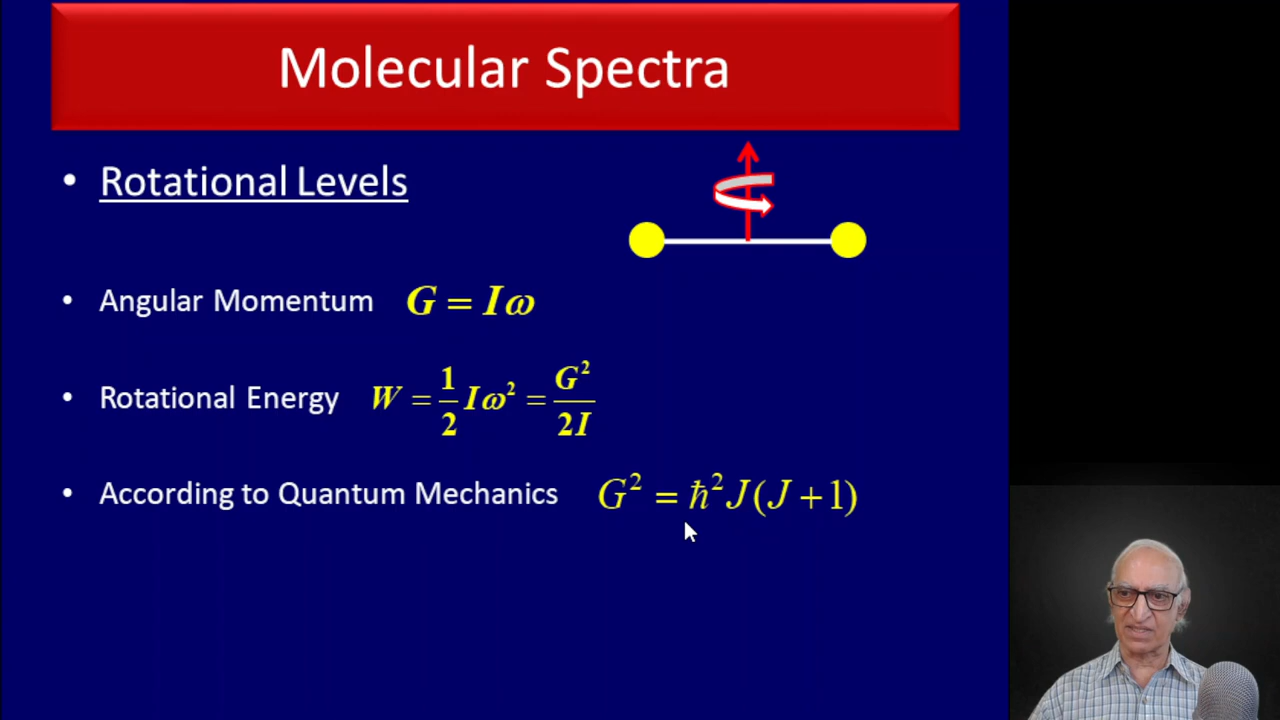 Molecular Spectra
• Rotational Levels
• Angular Momentum G = Iω
• Rotational Energy W = 1/2 Iω² = G²/2I
• According to Quantum Mechanics G² = ℏ²J(J+1)